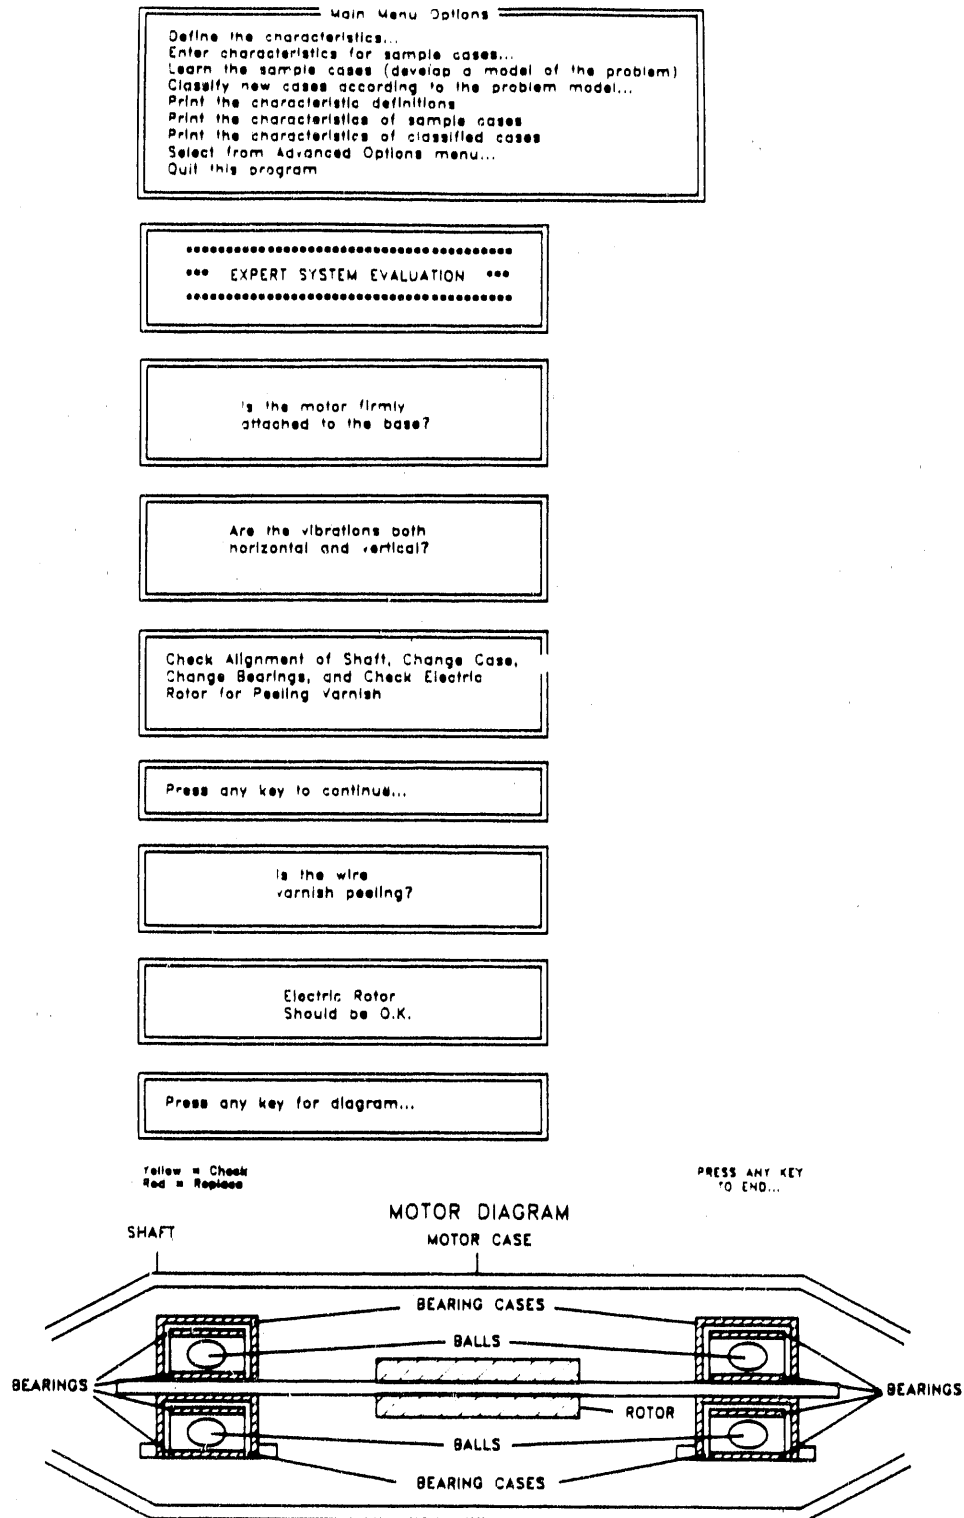 Main Menu Options
Define the characteristics...
Enter characteristics for sample cases...
Learn the sample cases (develop a model of the problem)
Classify new cases according to the problem model...
Print the characteristic definitions
Print the characteristics of sample cases
Print the characteristics of classified cases
Select from Advanced Options menu...
Quit this program
*** EXPERT SYSTEM EVALUATION ***
Is the motor firmly
attached to the base?
Are the vibrations both
horizontal and vertical?
Check Alignment of Shaft, Change Case,
Change Bearings, and Check Electric
Rotor for Peeling Varnish
Press any key to continue...
Is the wire
varnish peeling?
Electric Rotor
Should be O.K.
Press any key for diagram...
Yellow = Check
Red = Replace
PRESS ANY KEY
TO END...
MOTOR DIAGRAM
SHAFT
MOTOR CASE
BEARING CASES
BALLS
BEARINGS
BEARINGS
ROTOR
BALLS
BEARING CASES